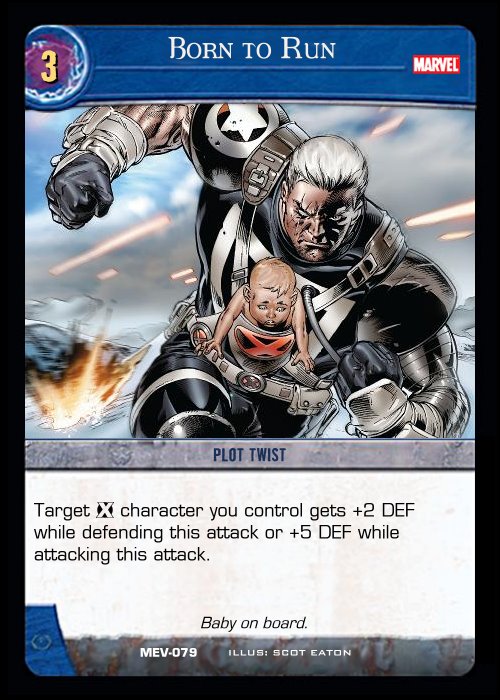 3
BORN TO RUN
MARVEL
PLOT TWIST
Target X character you control gets +2 DEF
while defending this attack or +5 DEF while
attacking this attack.
Baby on board.
MEV-079 ILLUS: SCOT EATON